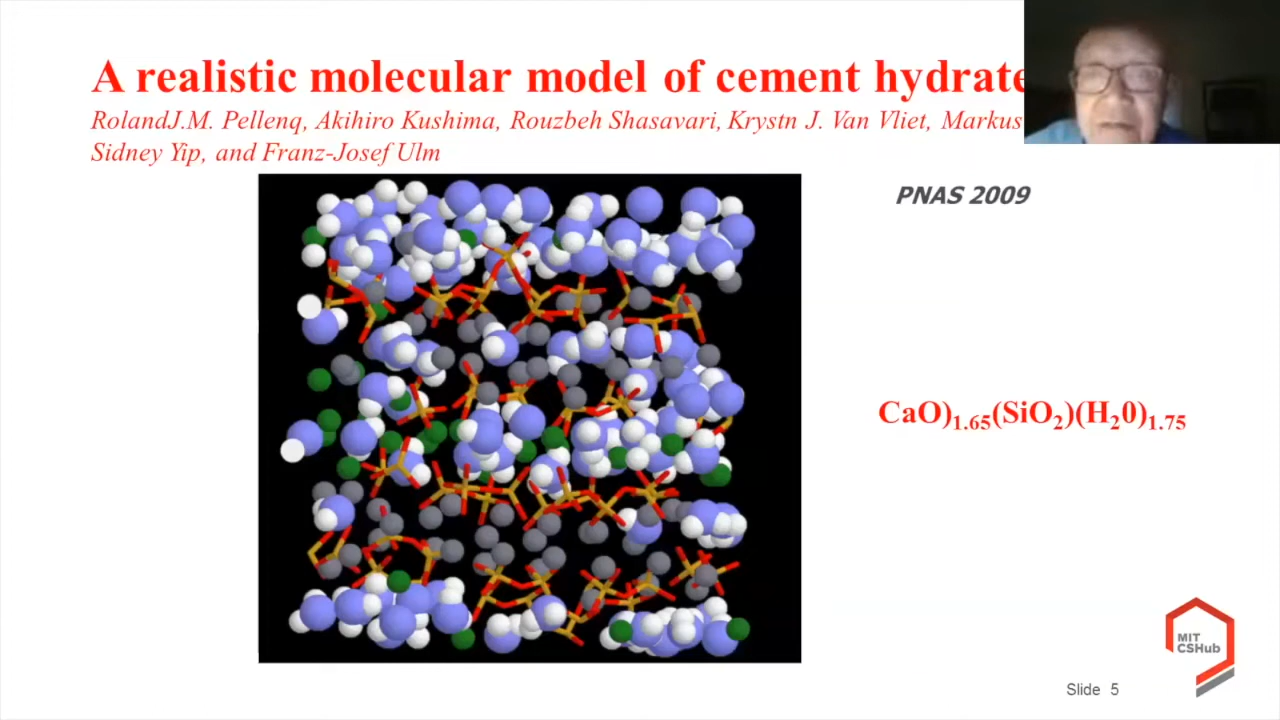 A realistic molecular model of cement hydrate
RolandJ.M. Pellenq, Akihiro Kushima, Rouzbeh Shasavari, Krystn J. Van Vliet, Markus
Sidney Yip, and Franz-Josef Ulm
PNAS 2009
CaO)₁.₆₅(SiO₂)(H₂0)₁.₇₅
MIT
CSHub
Slide 5